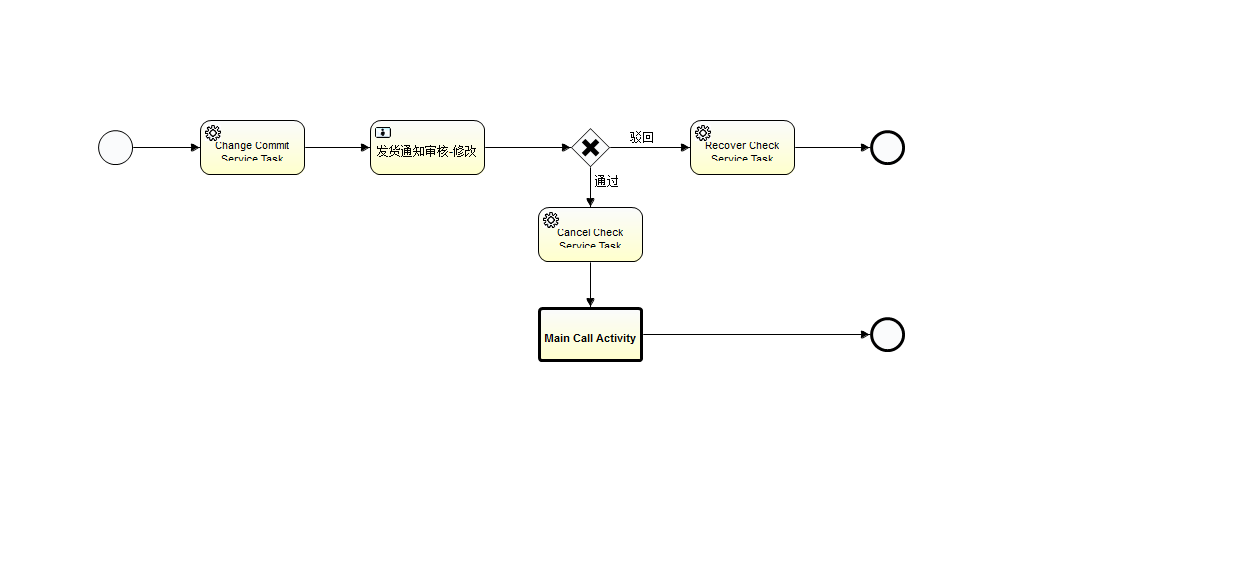 Change Commit
Service Task
发货通知审核-修改
驳回
Recover Check
Service Task
通过
Cancel Check
Service Task
Main Call Activity